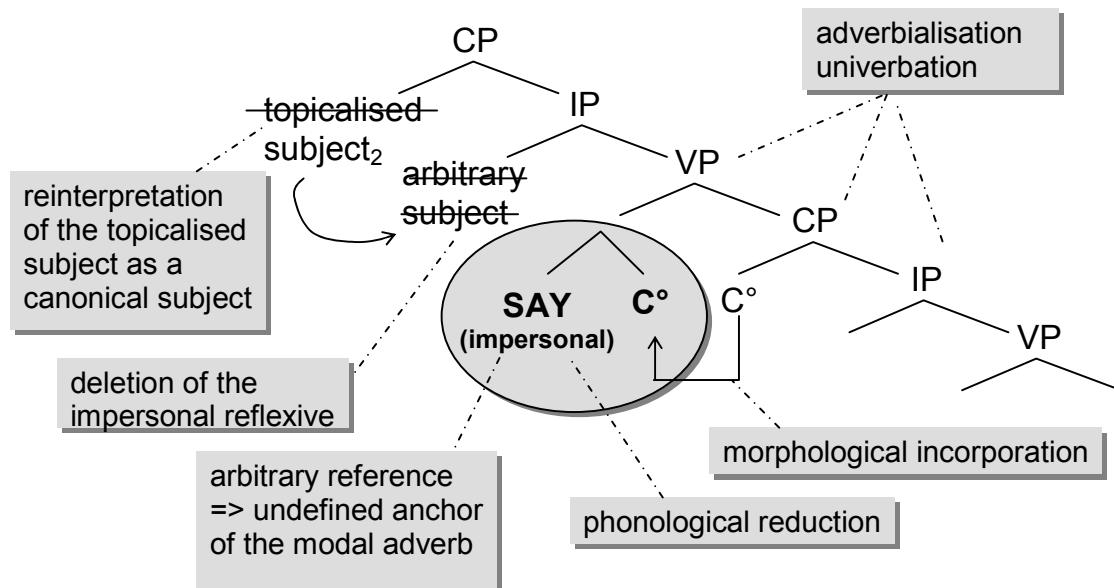 CP
adverbialisation
univerbation
topicalised
subject₂
IP
arbitrary
subject
VP
reinterpretation
of the topicalised
subject as a
canonical subject
CP
SAY
(impersonal)
C°
C°
IP
VP
deletion of the
impersonal reflexive
morphological incorporation
arbitrary reference
=> undefined anchor
of the modal adverb
phonological reduction